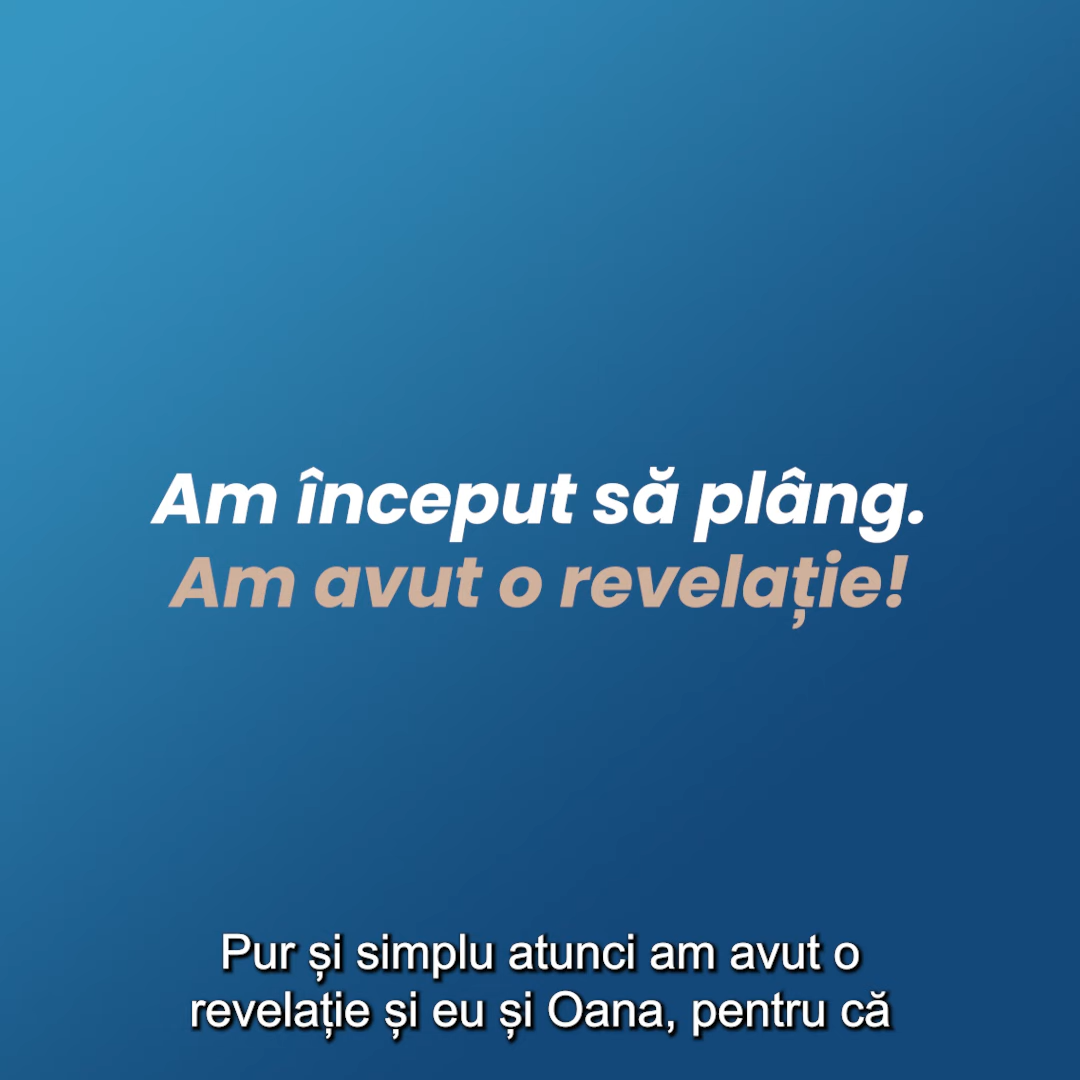 Am început să plâng.
Am avut o revelație!
Pur și simplu atunci am avut o
revelație și eu și Oana, pentru că